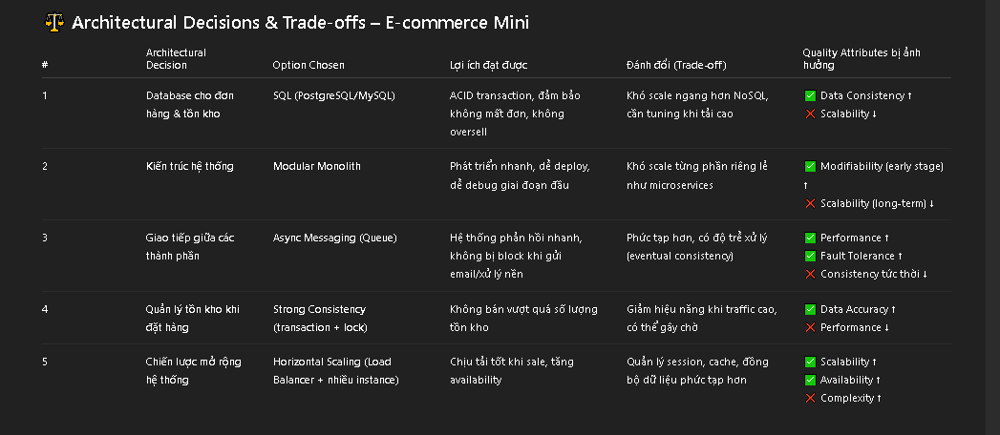 ⚖️ Architectural Decisions & Trade-offs – E-commerce Mini
# Architectural Decision Option Chosen Lợi ích đạt được Đánh đổi (Trade-off) Quality Attributes bị ảnh hưởng
1 Database cho đơn hàng & tồn kho SQL (PostgreSQL/MySQL) ACID transaction, đảm bảo không mất đơn, không oversell Khó scale ngang hơn NoSQL, cần tuning khi tải cao ✅ Data Consistency ↑ ❌ Scalability ↓
2 Kiến trúc hệ thống Modular Monolith Phát triển nhanh, dễ deploy, dễ debug giai đoạn đầu Khó scale từng phần riêng lẻ như microservices ✅ Modifiability (early stage) ↑ ❌ Scalability (long-term) ↓
3 Giao tiếp giữa các thành phần Async Messaging (Queue) Hệ thống phản hồi nhanh, không bị block khi gửi email/xử lý nền Phức tạp hơn, có độ trễ xử lý (eventual consistency) ✅ Performance ↑ ✅ Fault Tolerance ↑ ❌ Consistency tức thời ↓
4 Quản lý tồn kho khi đặt hàng Strong Consistency (transaction + lock) Không bán vượt quá số lượng tồn kho Giảm hiệu năng khi traffic cao, có thể gây chờ ✅ Data Accuracy ↑ ❌ Performance ↓
5 Chiến lược mở rộng hệ thống Horizontal Scaling (Load Balancer + nhiều instance) Chịu tải tốt khi sale, tăng availability Quản lý session, cache, đồng bộ dữ liệu phức tạp hơn ✅ Scalability ↑ ✅ Availability ↑ ❌ Complexity ↑